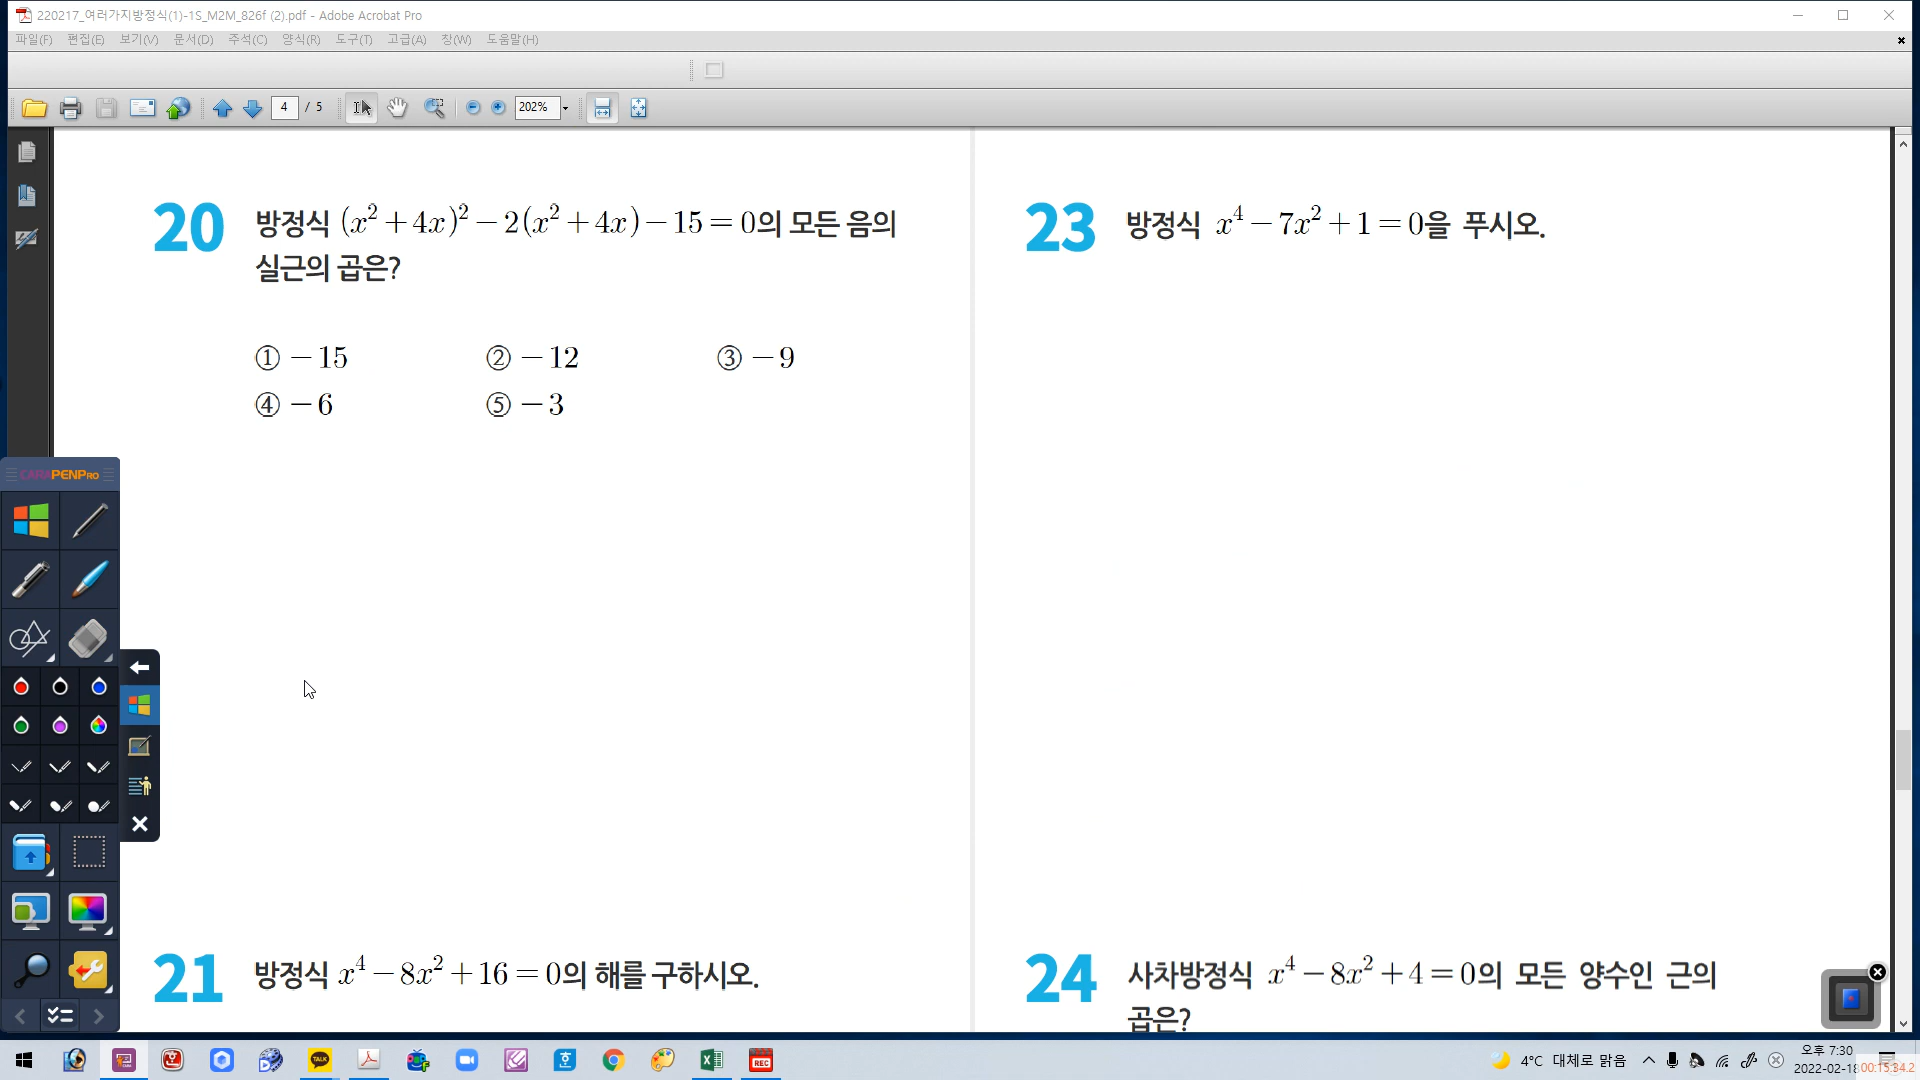 220217_여러가지방정식(1)-1S_M2M_826f (2).pdf - Adobe Acrobat Pro
파일(F) 편집(E) 보기(V) 문서(D) 주석(C) 양식(R) 도구(T) 고급(A) 창(W) 도움말(H)
4 / 5 202%
20 방정식 (x²+4x)²-2(x²+4x)-15=0의 모든 음의
실근의 곱은?
① -15 ② -12 ③ -9
④ -6 ⑤ -3
21 방정식 x⁴-8x²+16=0의 해를 구하시오.
23 방정식 x⁴-7x²+1=0을 푸시오.
24 사차방정식 x⁴-8x²+4=0의 모든 양수인 근의
곱은?
CARAPENPRO
TALK
REC
4°C 대체로 맑음
오후 7:30
2022-02-18
00:15:34.2